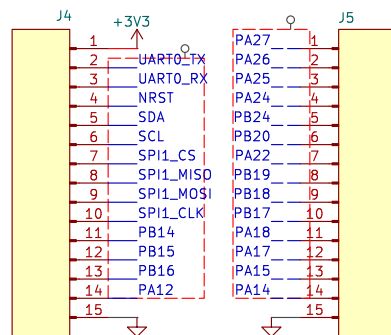 J4
+3V3
1
2 UART0_TX
3 UART0_RX
4 NRST
5 SDA
6 SCL
7 SPI1_CS
8 SPI1_MISO
9 SPI1_MOSI
10 SPI1_CLK
11 PB14
12 PB15
13 PB16
14 PA12
15
J5
PA27 1
PA26 2
PA25 3
PA24 4
PB24 5
PB20 6
PA22 7
PB19 8
PB18 9
PB17 10
PA18 11
PA17 12
PA15 13
PA14 14
15